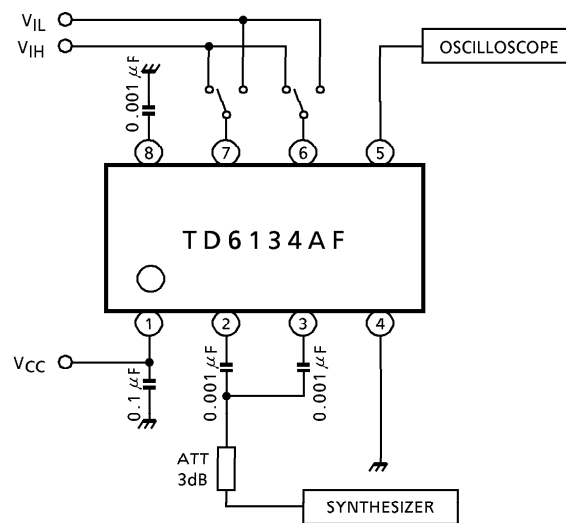 VIL
VIH
OSCILLOSCOPE
0.001 μF
8
7
6
5
TD6134AF
1
2
3
4
VCC
0.1 μF
0.001 μF
0.001 μF
ATT
3dB
SYNTHESIZER